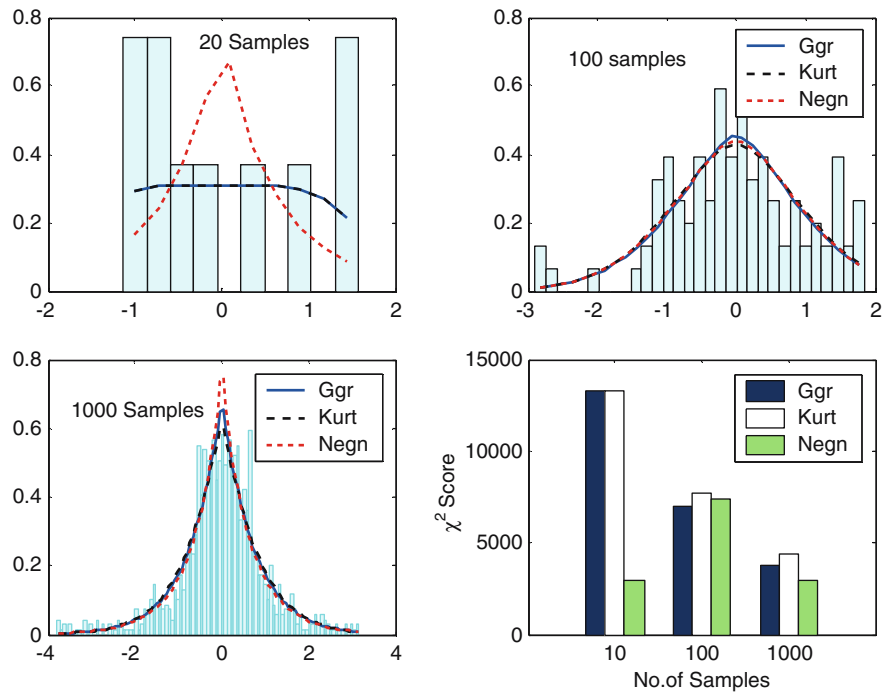 20 Samples
0.8
0.6
0.4
0.2
0
-2
-1
0
1
2
100 samples
Ggr
Kurt
Negn
0.8
0.6
0.4
0.2
0
-3
-2
-1
0
1
2
1000 Samples
Ggr
Kurt
Negn
0.8
0.6
0.4
0.2
0
-4
-2
0
2
4
Ggr
Kurt
Negn
15000
10000
5000
0
χ² Score
10
100
1000
No.of Samples